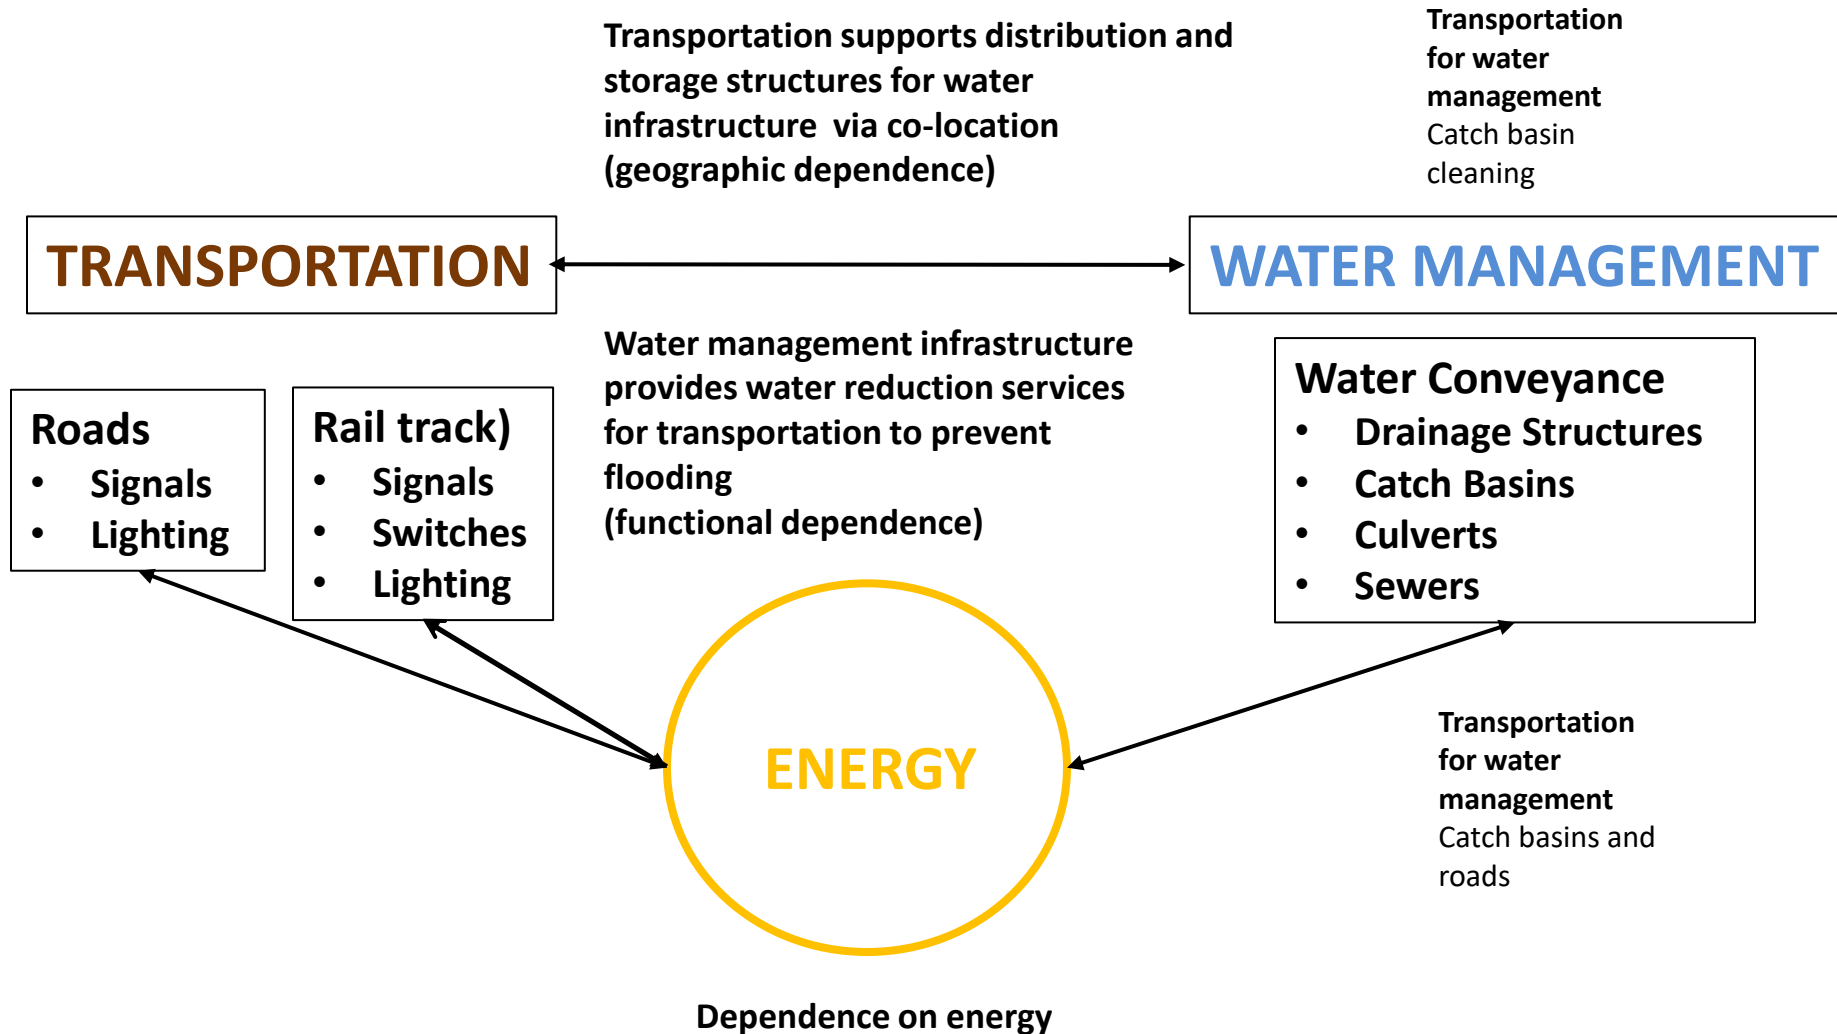 Transportation supports distribution and
storage structures for water
infrastructure  via co-location
(geographic dependence)
Transportation
for water
management
Catch basin
cleaning
TRANSPORTATION
WATER MANAGEMENT
Water management infrastructure
provides water reduction services
for transportation to prevent
flooding
(functional dependence)
Roads
• Signals
• Lighting
Rail track)
• Signals
• Switches
• Lighting
Water Conveyance
• Drainage Structures
• Catch Basins
• Culverts
• Sewers
ENERGY
Transportation
for water
management
Catch basins and
roads
Dependence on energy